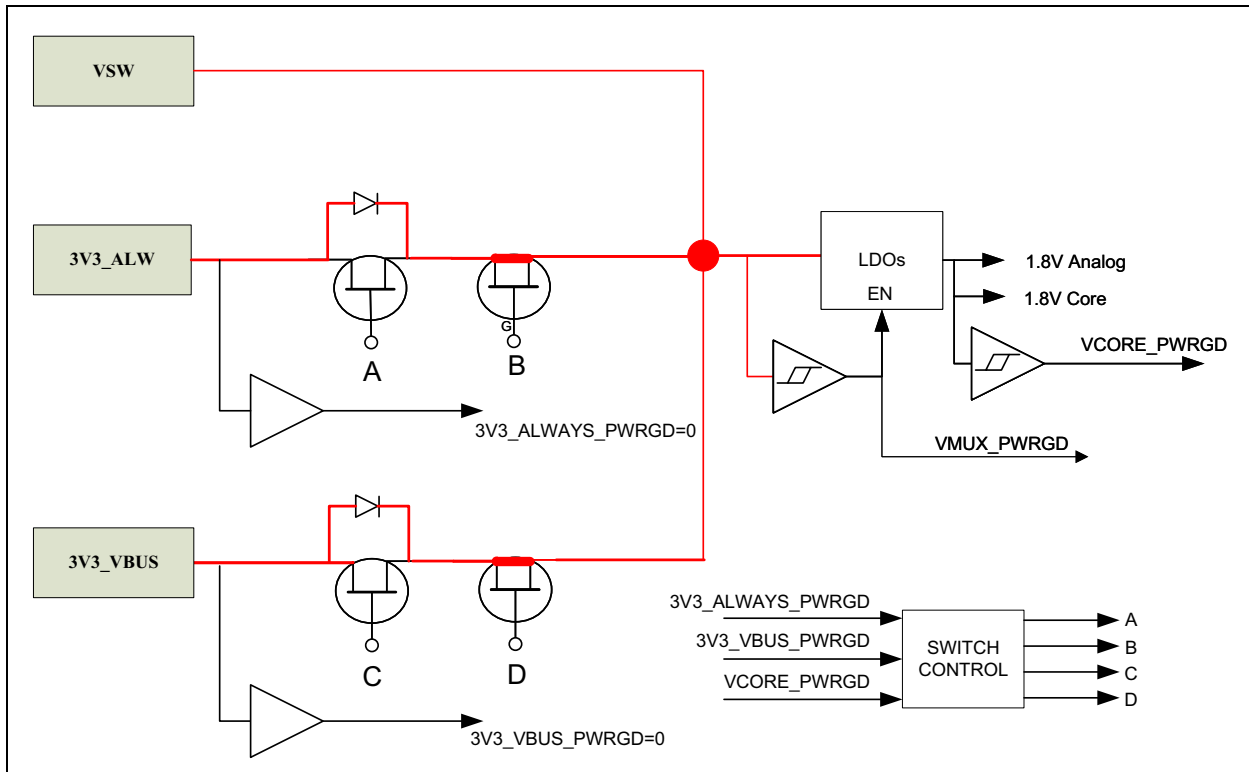 VSW
3V3_ALW
A
G
B
3V3_ALWAYS_PWRGD=0
LDOs
EN
1.8V Analog
1.8V Core
VCORE_PWRGD
VMUX_PWRGD
3V3_VBUS
C
D
3V3_VBUS_PWRGD=0
3V3_ALWAYS_PWRGD
3V3_VBUS_PWRGD
VCORE_PWRGD
SWITCH
CONTROL
A
B
C
D